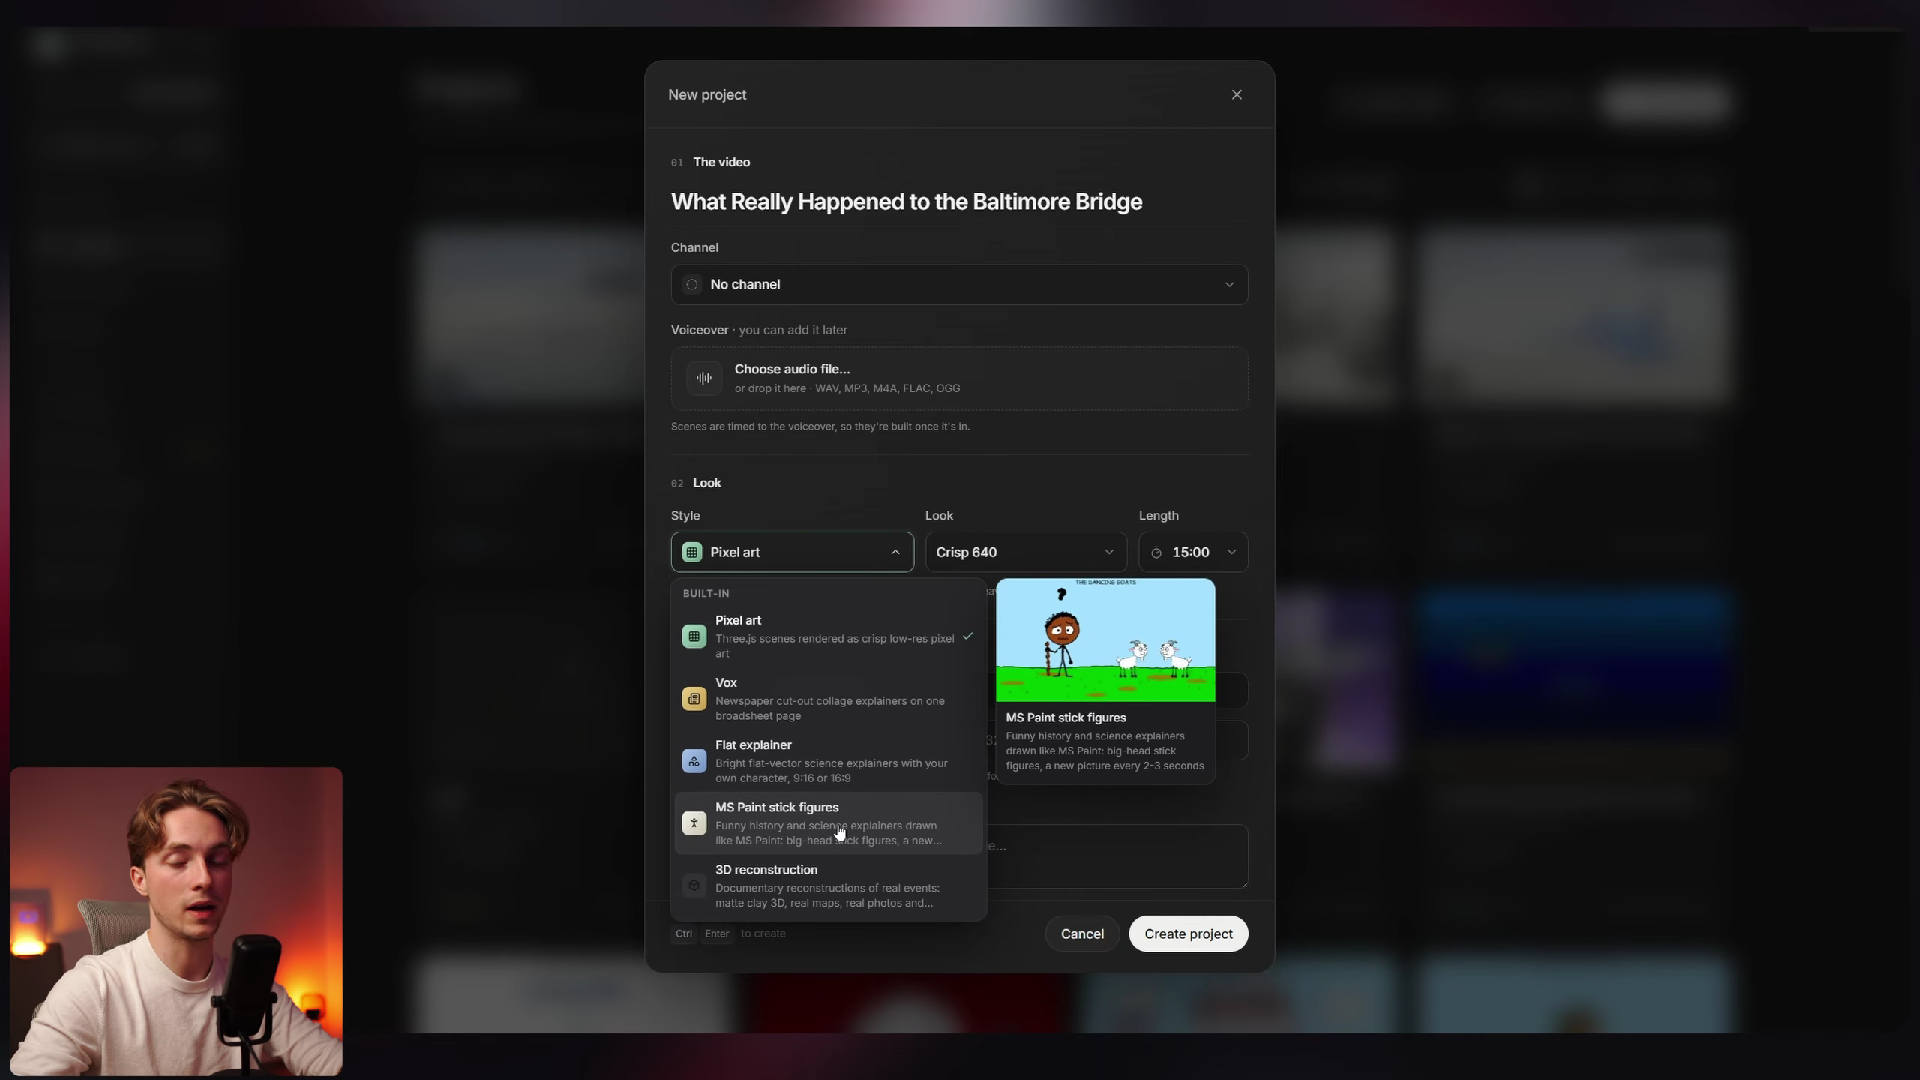 New project
01 The video
What Really Happened to the Baltimore Bridge
Channel
No channel
Voiceover · you can add it later
Choose audio file...
or drop it here · WAV, MP3, M4A, FLAC, OGG
Scenes are timed to the voiceover, so they're built once it's in.
02 Look
Style
Look
Length
Pixel art
Crisp 640
15:00
BUILT-IN
Pixel art
Three.js scenes rendered as crisp low-res pixel
art
Vox
Newspaper cut-out collage explainers on one
broadsheet page
Flat explainer
Bright flat-vector science explainers with your
own character, 9:16 or 16:9
MS Paint stick figures
Funny history and science explainers drawn
like MS Paint: big-head stick figures, a new...
3D reconstruction
Documentary reconstructions of real events:
matte clay 3D, real maps, real photos and...
THE DANCING GOATS
?
MS Paint stick figures
Funny history and science explainers
drawn like MS Paint: big-head stick
figures, a new picture every 2-3 seconds
Ctrl Enter to create
Cancel
Create project